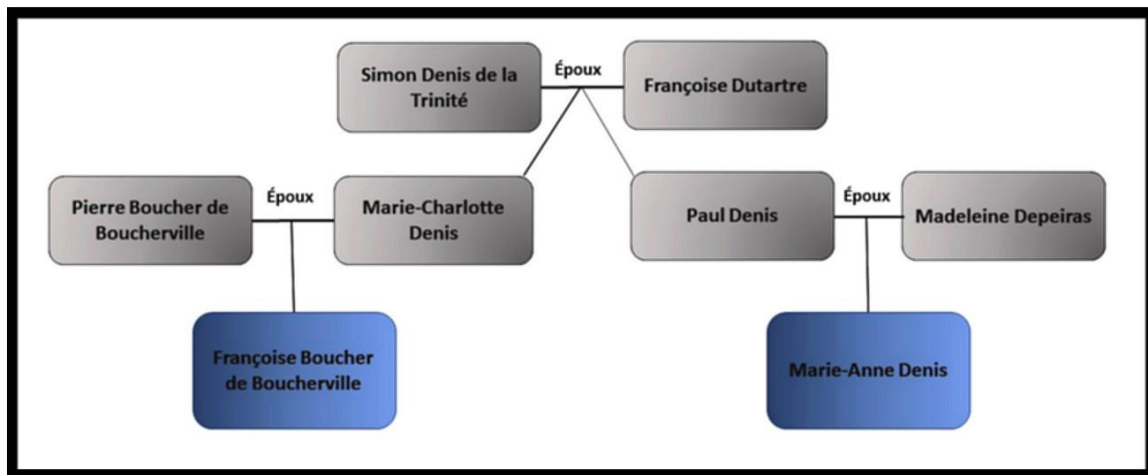 Simon Denis de la
Trinité
Époux
Françoise Dutartre
Pierre Boucher de
Boucherville
Époux
Marie-Charlotte
Denis
Paul Denis
Époux
Madeleine Depeiras
Françoise Boucher
de Boucherville
Marie-Anne Denis